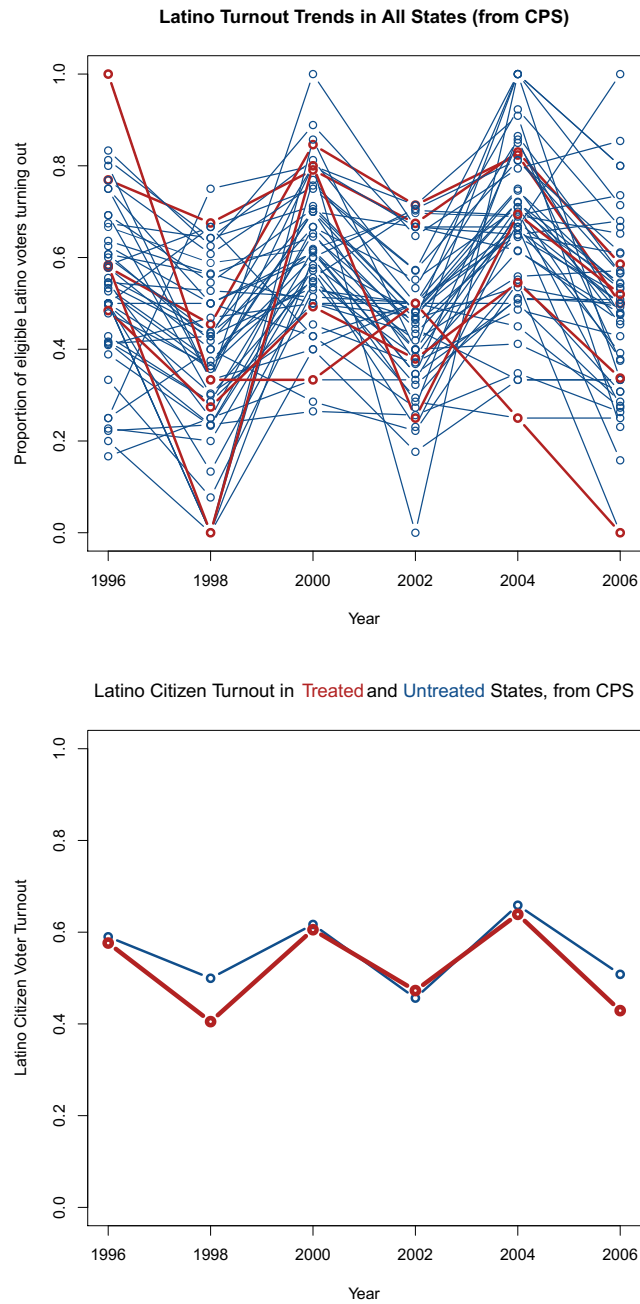 Latino Turnout Trends in All States (from CPS)
Proportion of eligible Latino voters turning out
1.0
0.8
0.6
0.4
0.2
0.0
1996 1998 2000 2002 2004 2006
Year
Latino Citizen Turnout in Treated and Untreated States, from CPS
Latino Citizen Voter Turnout
1.0
0.8
0.6
0.4
0.2
0.0
1996 1998 2000 2002 2004 2006
Year